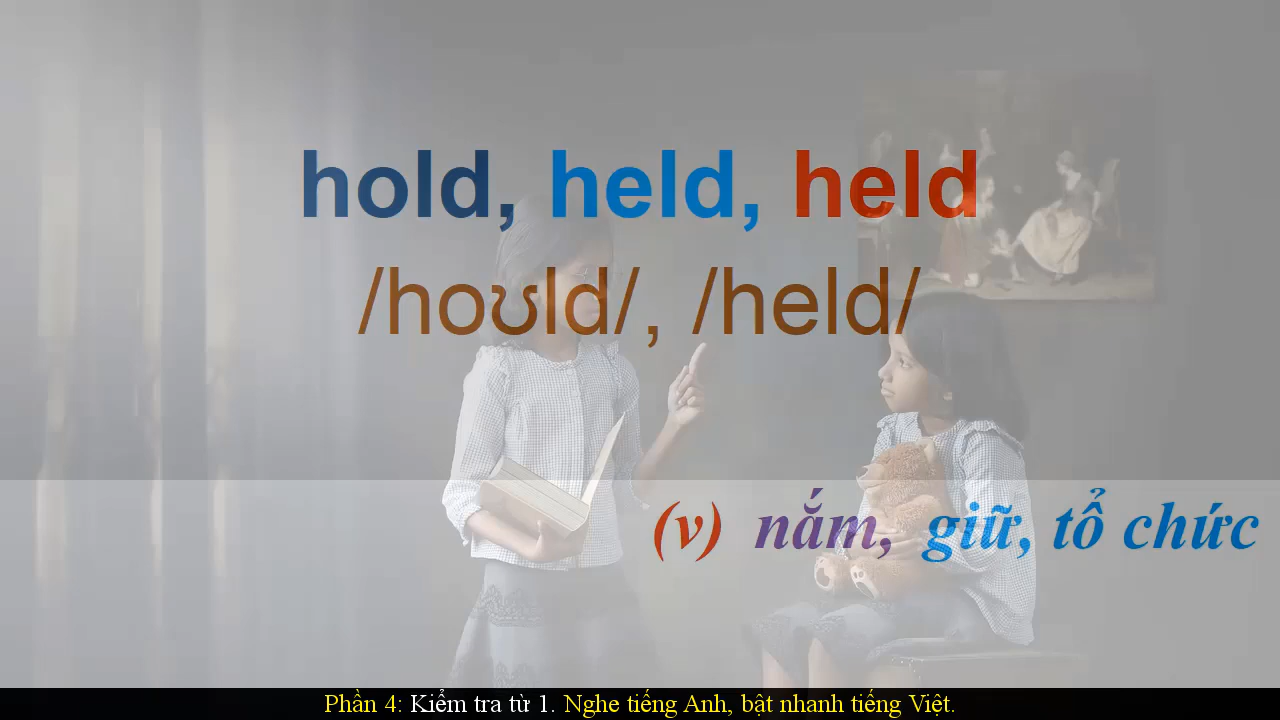 hold, held, held
/hoʊld/, /held/
(v) nắm, giữ, tổ chức
Phần 4: Kiểm tra từ 1. Nghe tiếng Anh, bật nhanh tiếng Việt.